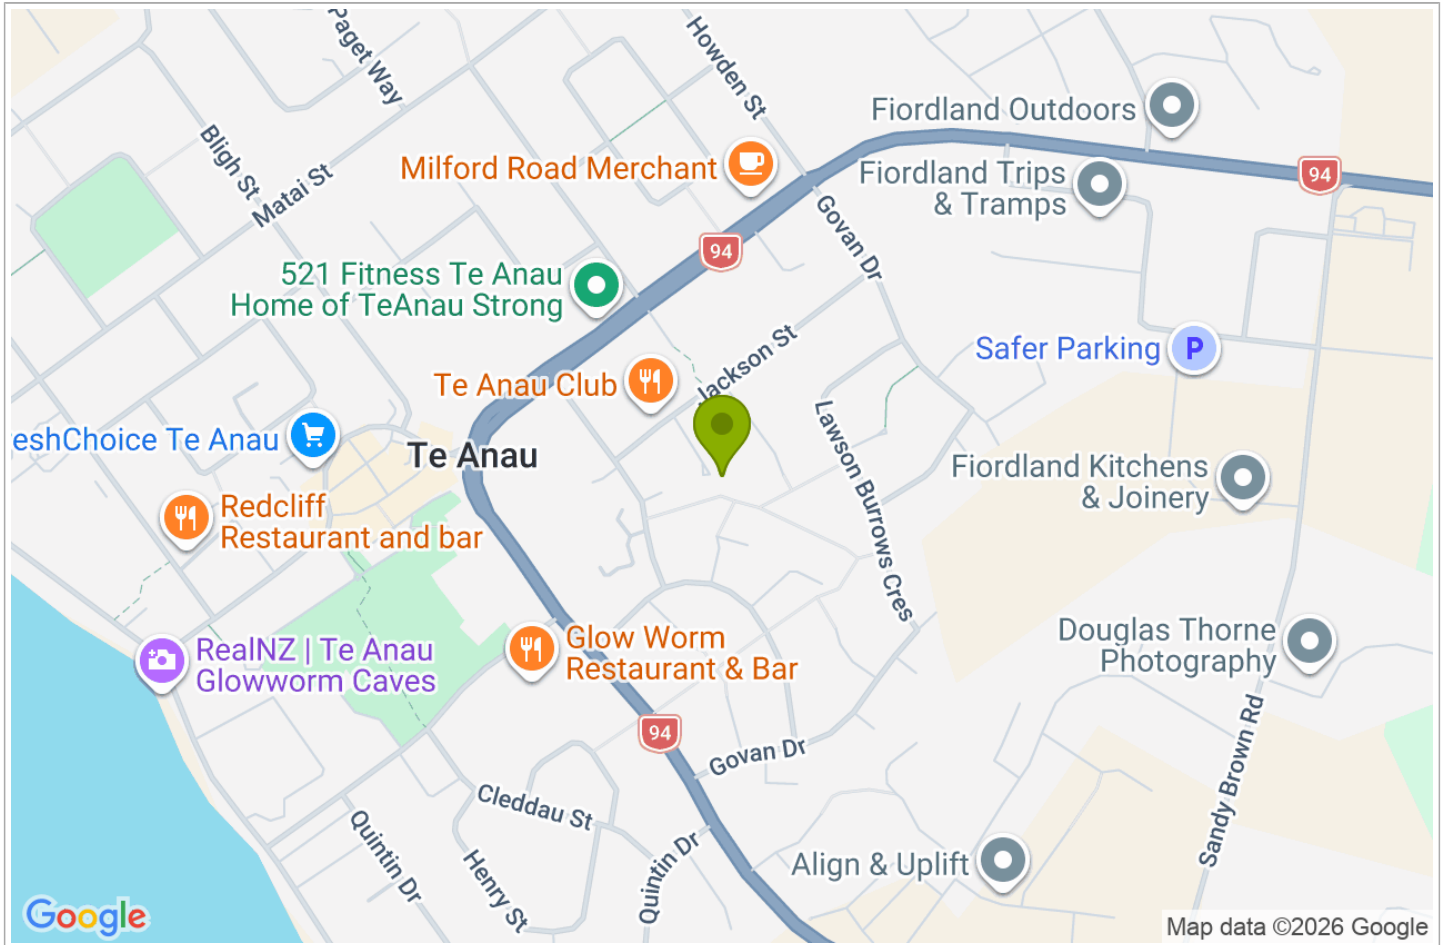 Paget Way
Howden St
Fiordland Outdoors
Bligh St
Matai St
Milford Road Merchant
Fiordland Trips
& Tramps
94
Govan Dr
94
521 Fitness Te Anau
Home of TeAnau Strong
Jackson St
Safer Parking
P
Te Anau Club
Lawson Burrows Cres
eshChoice Te Anau
Te Anau
Fiordland Kitchens
& Joinery
Redcliff
Restaurant and bar
Glow Worm
Restaurant & Bar
Douglas Thorne
Photography
RealNZ | Te Anau
Glowworm Caves
94
Govan Dr
Sandy Brown Rd
Cleddau St
Quintin Dr
Henry St
Quintin Dr
Align & Uplift
Google
Map data ©2026 Google